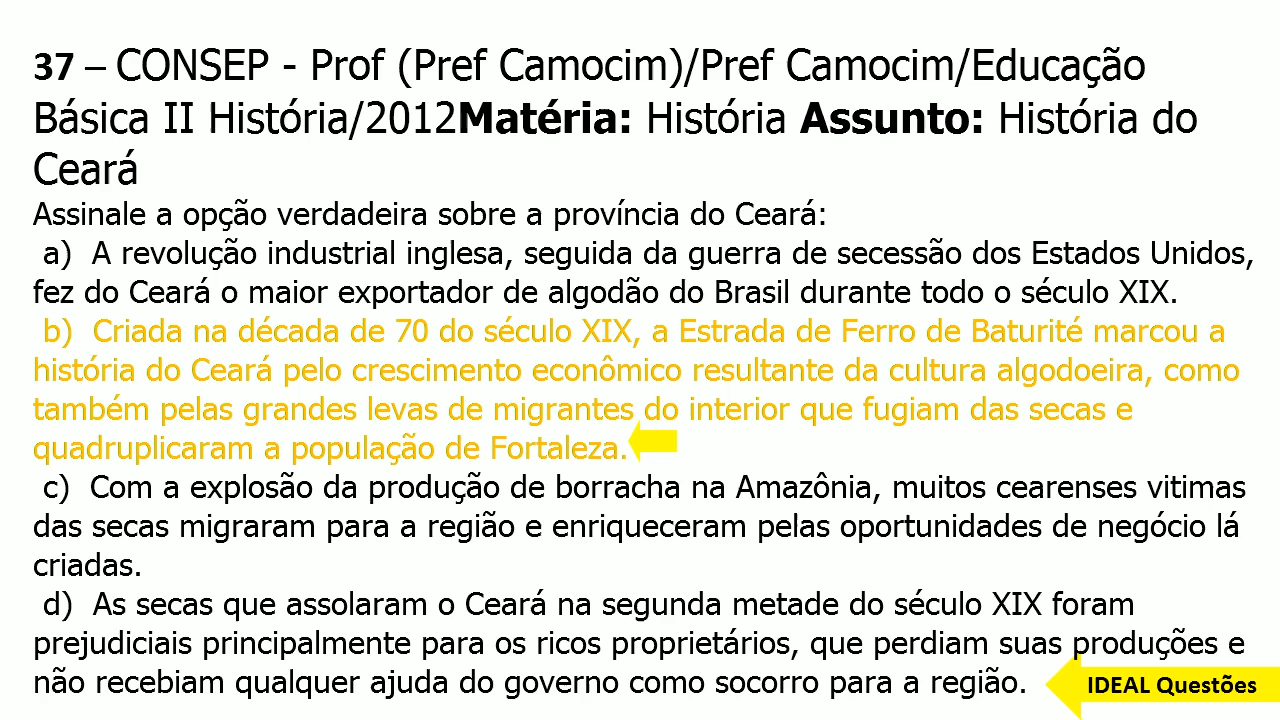 37 – CONSEP - Prof (Pref Camocim)/Pref Camocim/Educação
Básica II História/2012Matéria: História Assunto: História do
Ceará
Assinale a opção verdadeira sobre a província do Ceará:
a) A revolução industrial inglesa, seguida da guerra de secessão dos Estados Unidos,
fez do Ceará o maior exportador de algodão do Brasil durante todo o século XIX.
b) Criada na década de 70 do século XIX, a Estrada de Ferro de Baturité marcou a
história do Ceará pelo crescimento econômico resultante da cultura algodoeira, como
também pelas grandes levas de migrantes do interior que fugiam das secas e
quadruplicaram a população de Fortaleza.
c) Com a explosão da produção de borracha na Amazônia, muitos cearenses vitimas
das secas migraram para a região e enriqueceram pelas oportunidades de negócio lá
criadas.
d) As secas que assolaram o Ceará na segunda metade do século XIX foram
prejudiciais principalmente para os ricos proprietários, que perdiam suas produções e
não recebiam qualquer ajuda do governo como socorro para a região.
IDEAL Questões